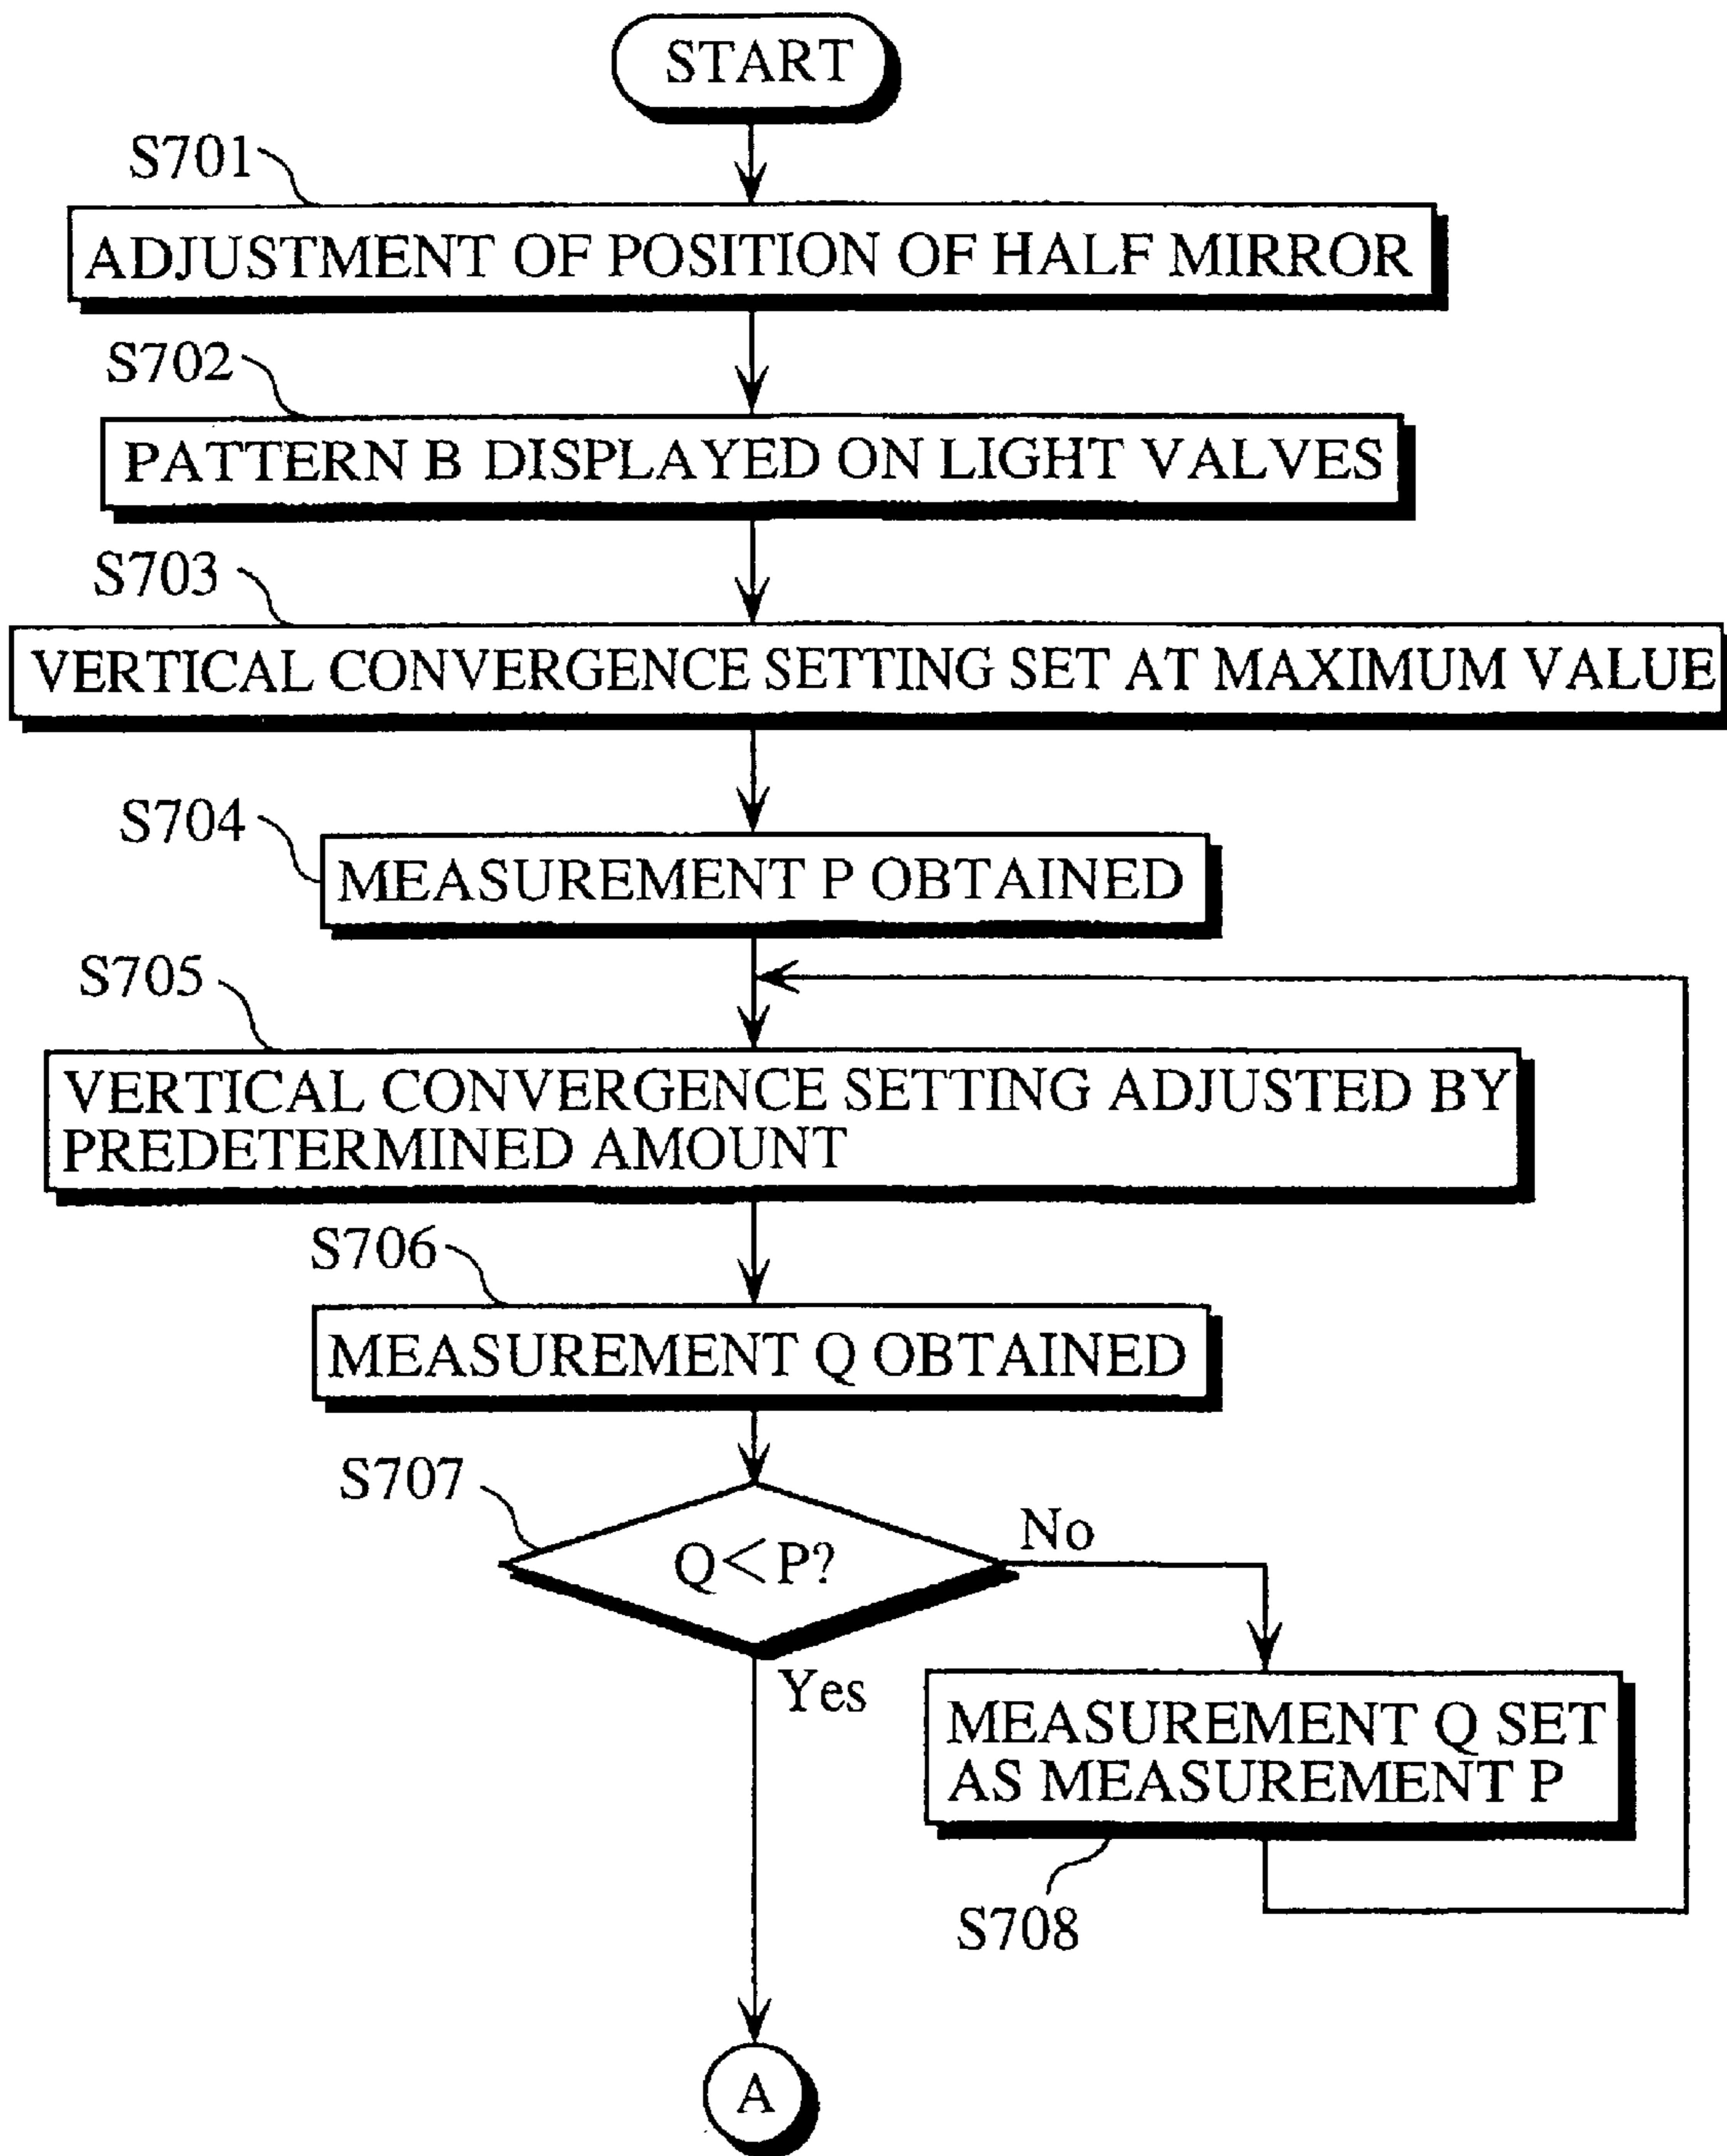 START
S701
ADJUSTMENT OF POSITION OF HALF MIRROR
S702
PATTERN B DISPLAYED ON LIGHT VALVES
S703
VERTICAL CONVERGENCE SETTING SET AT MAXIMUM VALUE
S704
MEASUREMENT P OBTAINED
S705
VERTICAL CONVERGENCE SETTING ADJUSTED BY
PREDETERMINED AMOUNT
S706
MEASUREMENT Q OBTAINED
S707
Q<P?
No
Yes
MEASUREMENT Q SET
AS MEASUREMENT P
S708
A